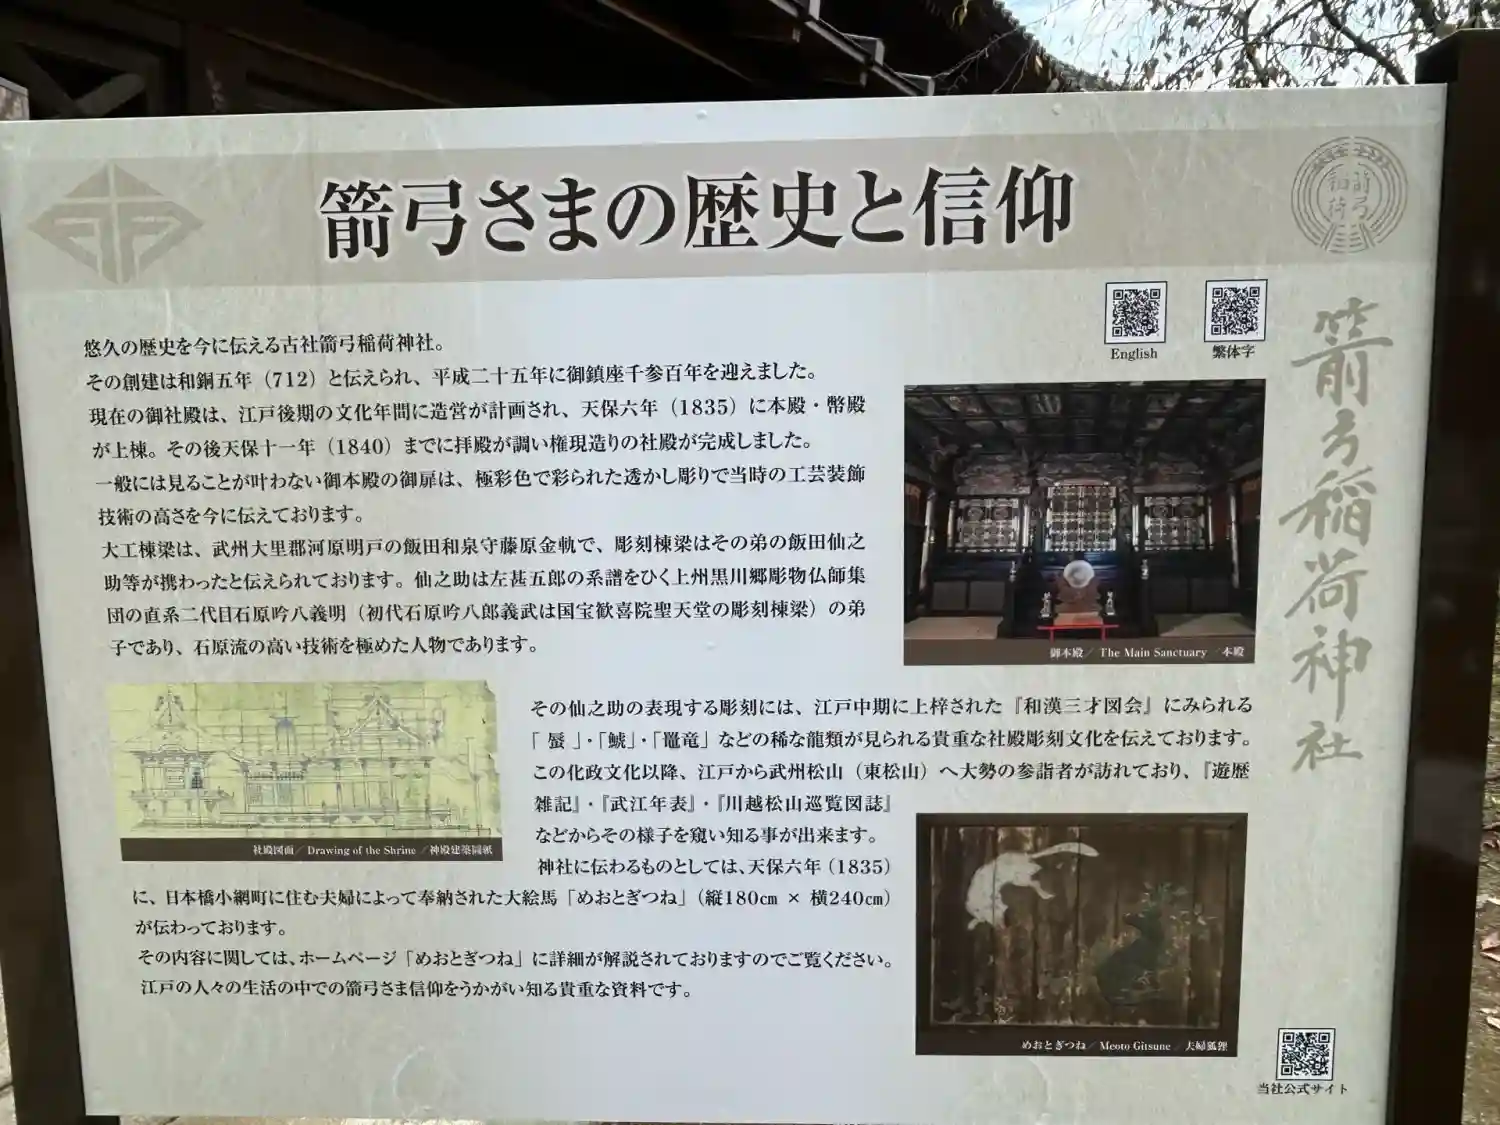 箭弓さまの歴史と信仰
箭弓稲荷
English
繁体字
箭弓稲荷神社
悠久の歴史を今に伝える古社箭弓稲荷神社。
その創建は和銅五年（712）と伝えられ、平成二十五年に御鎮座千参百年を迎えました。
現在の御社殿は、江戸後期の文化年間に造営が計画され、天保六年（1835）に本殿・幣殿
が上棟。その後天保十一年（1840）までに拝殿が調い権現造りの社殿が完成しました。
一般には見ることが叶わない御本殿の御扉は、極彩色で彩られた透かし彫りで当時の工芸装飾
技術の高さを今に伝えております。
大工棟梁は、武州大里郡河原明戸の飯田和泉守藤原金軌で、彫刻棟梁はその弟の飯田仙之
助等が携わったと伝えられております。仙之助は左甚五郎の系譜をひく上州黒川郷彫物仏師集
団の直系二代目石原吟八義明（初代石原吟八郎義武は国宝歓喜院聖天堂の彫刻棟梁）の弟
子であり、石原流の高い技術を極めた人物であります。
御本殿／ The Main Sanctuary ／本殿
その仙之助の表現する彫刻には、江戸中期に上梓された『和漢三才図会』にみられる
「 蜃 」・「鯱」・「鼉竜」などの稀な龍類が見られる貴重な社殿彫刻文化を伝えております。
この化政文化以降、江戸から武州松山（東松山）へ大勢の参詣者が訪れており、『遊歴
雑記』・『武江年表』・『川越松山巡覧図誌』
などからその様子を窺い知る事が出来ます。
社殿図面／ Drawing of the Shrine ／神殿建築圖紙
神社に伝わるものとしては、天保六年（1835）
に、日本橋小網町に住む夫婦によって奉納された大絵馬「めおとぎつね」（縦180㎝ × 横240㎝）
が伝わっております。
その内容に関しては、ホームページ「めおとぎつね」に詳細が解説されておりますのでご覧ください。
江戸の人々の生活の中での箭弓さま信仰をうかがい知る貴重な資料です。
めおとぎつね／ Meoto Gitsune ／夫婦狐狸
当社公式サイト